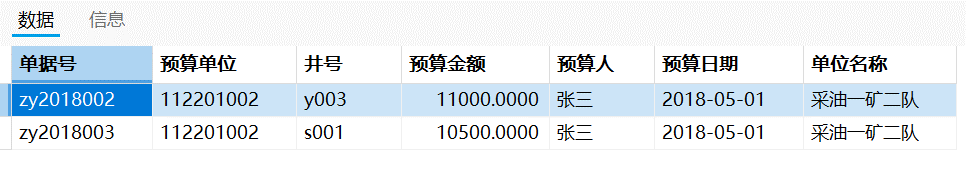 数据 信息
单据号 预算单位 井号 预算金额 预算人 预算日期 单位名称
zy2018002 112201002 y003 11000.0000 张三 2018-05-01 采油一矿二队
zy2018003 112201002 s001 10500.0000 张三 2018-05-01 采油一矿二队